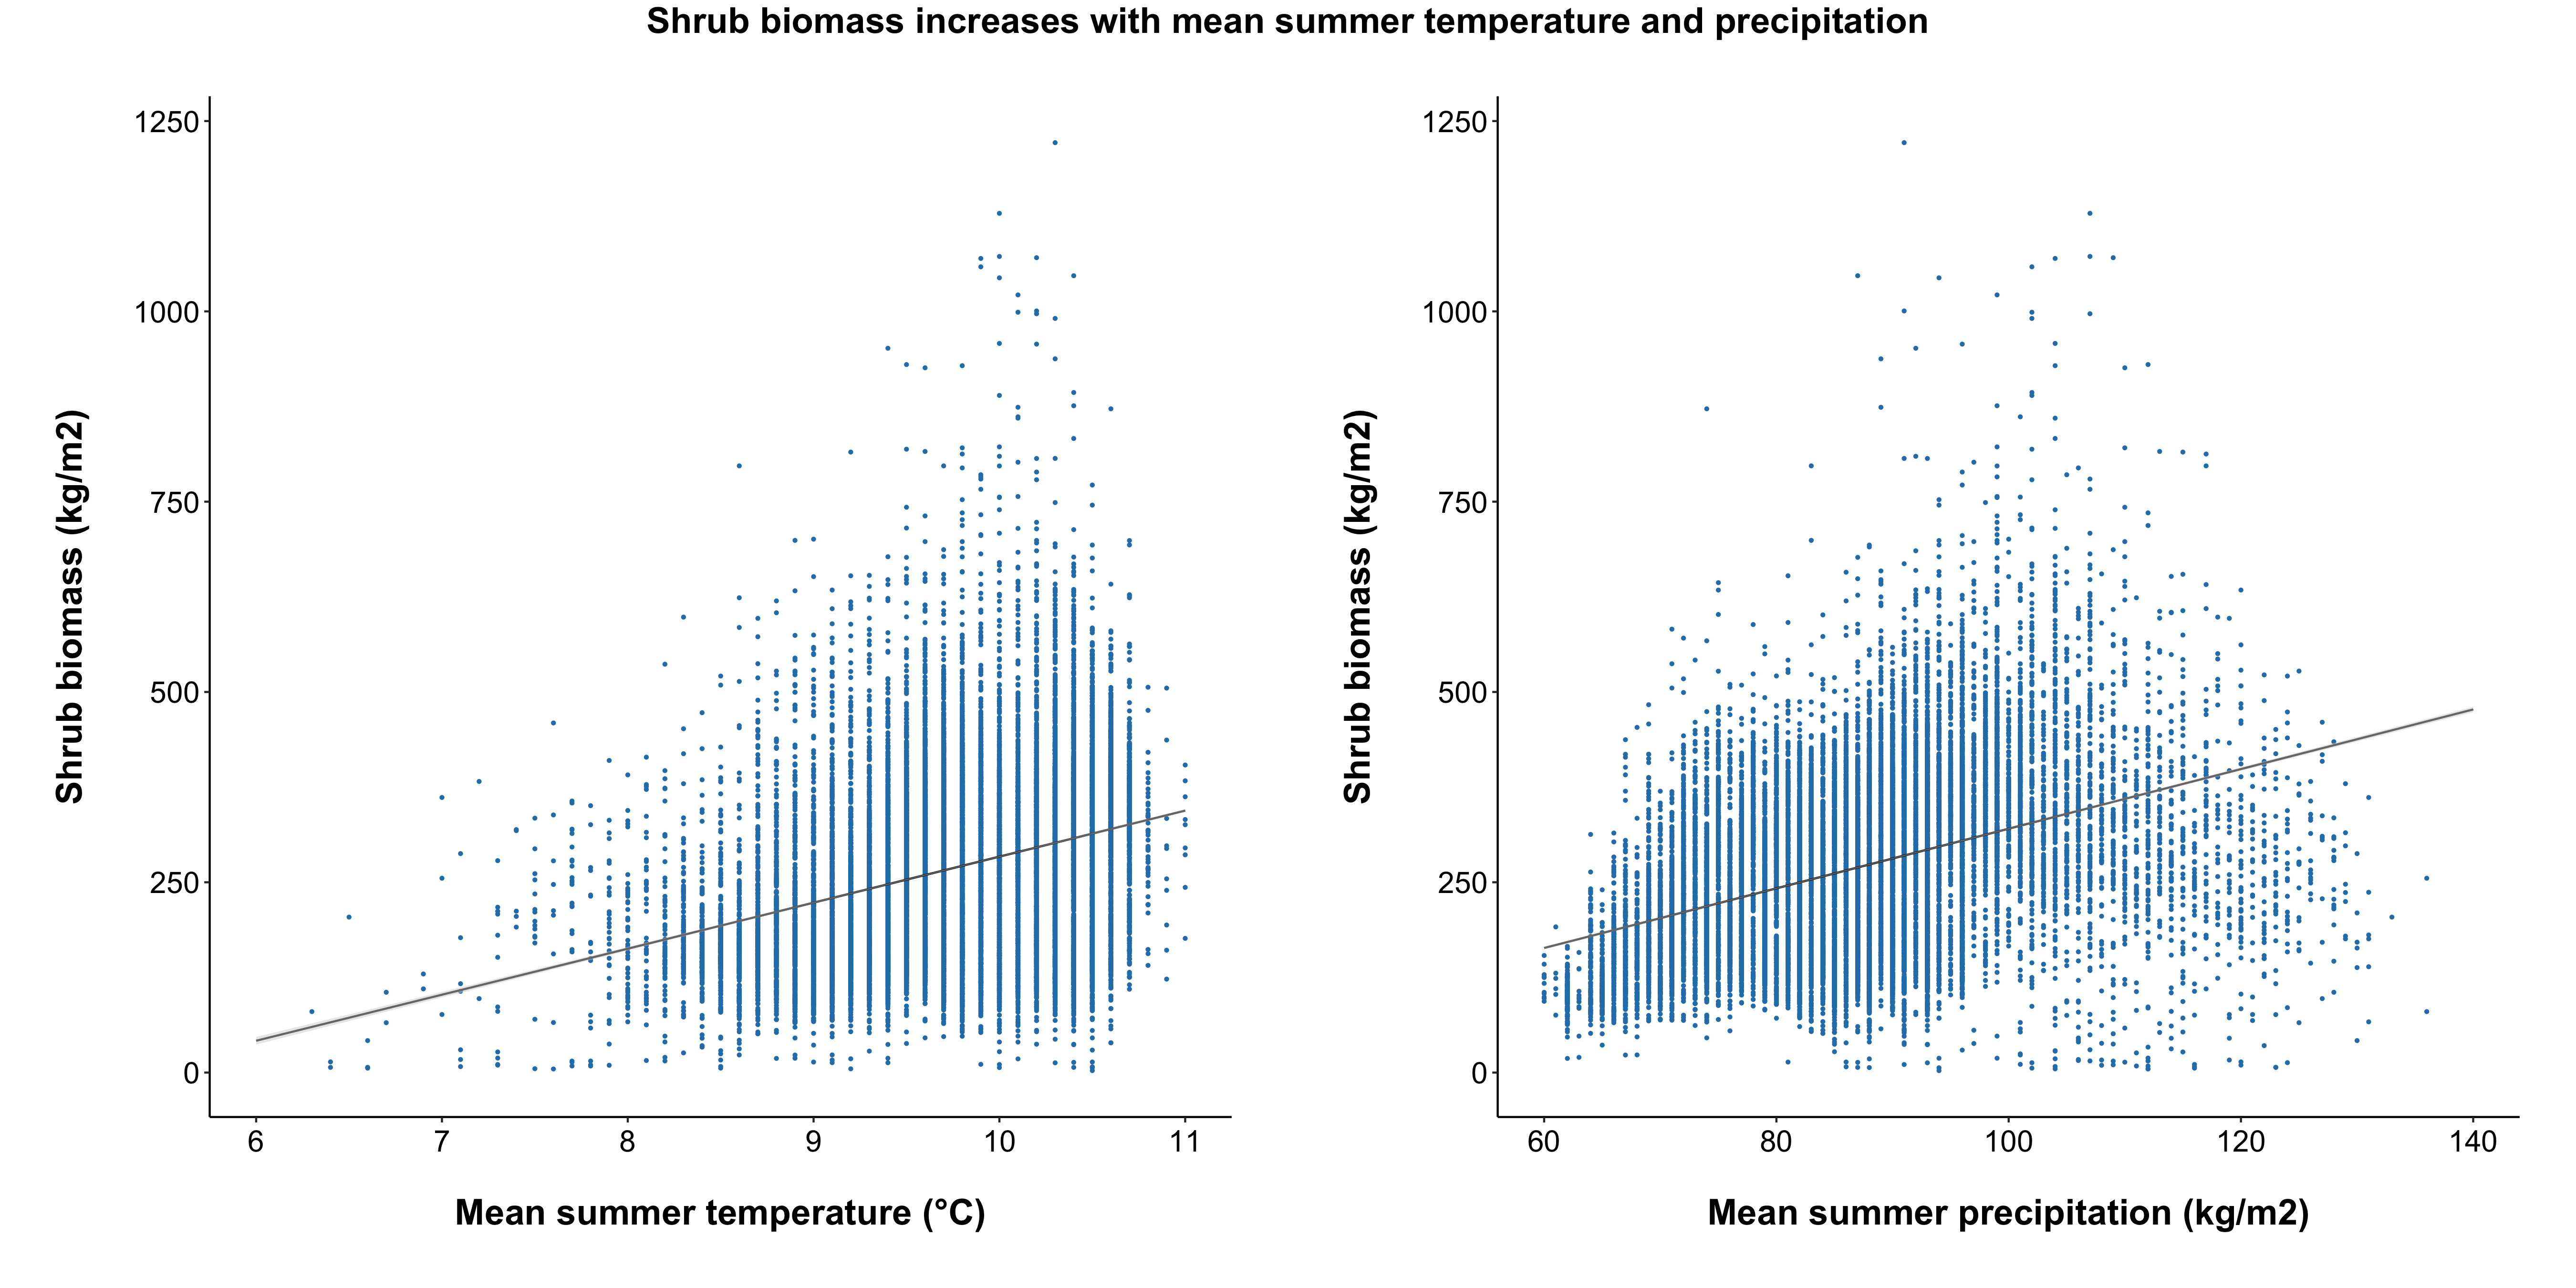 Shrub biomass increases with mean summer temperature and precipitation
Shrub biomass (kg/m2)
1250
1000
750
500
250
0
6 7 8 9 10 11
Mean summer temperature (°C)
Shrub biomass (kg/m2)
1250
1000
750
500
250
0
60 80 100 120 140
Mean summer precipitation (kg/m2)